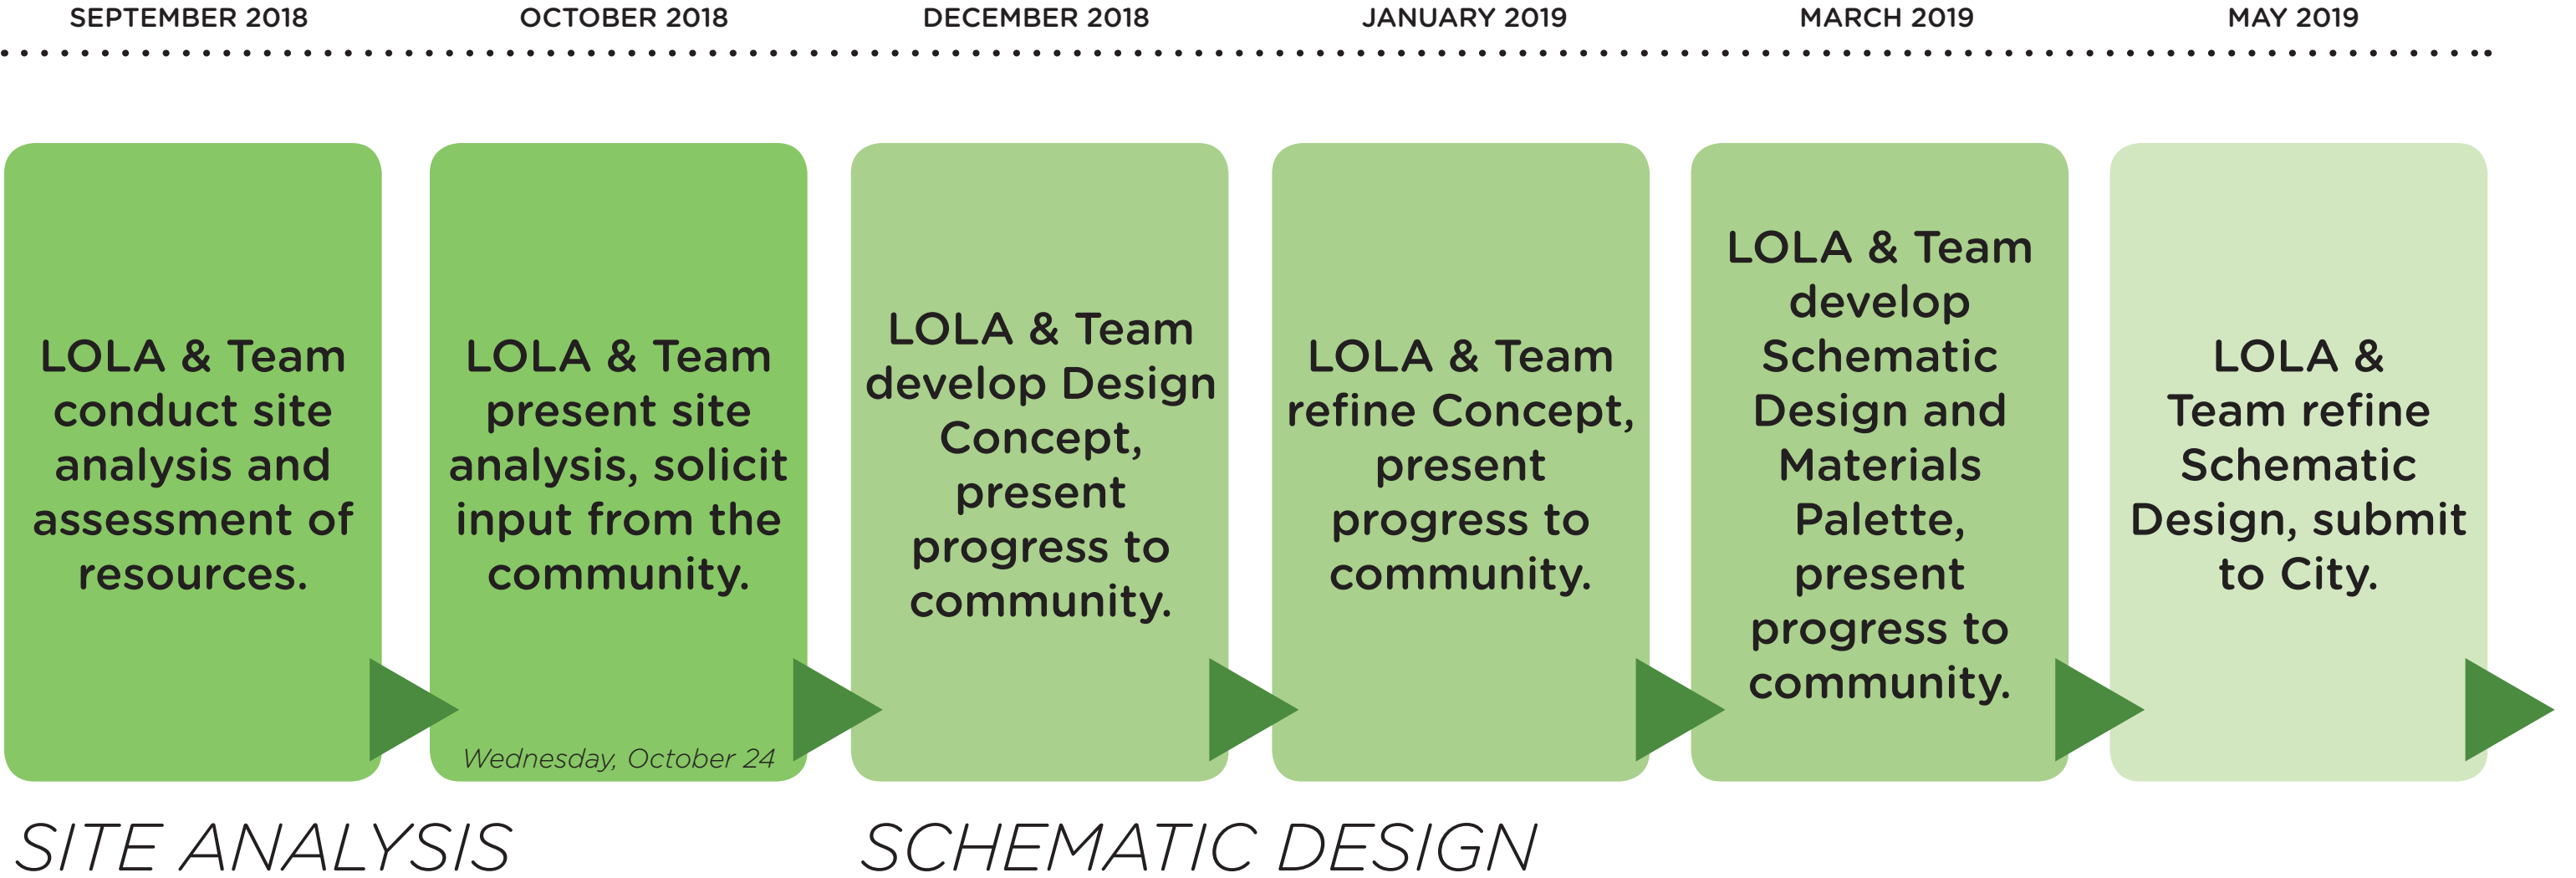 SEPTEMBER 2018
OCTOBER 2018
DECEMBER 2018
JANUARY 2019
MARCH 2019
MAY 2019
LOLA & Team
conduct site
analysis and
assessment of
resources.
LOLA & Team
present site
analysis, solicit
input from the
community.
Wednesday, October 24
LOLA & Team
develop Design
Concept,
present
progress to
community.
LOLA & Team
refine Concept,
present
progress to
community.
LOLA & Team
develop
Schematic
Design and
Materials
Palette,
present
progress to
community.
LOLA &
Team refine
Schematic
Design, submit
to City.
SITE ANALYSIS
SCHEMATIC DESIGN